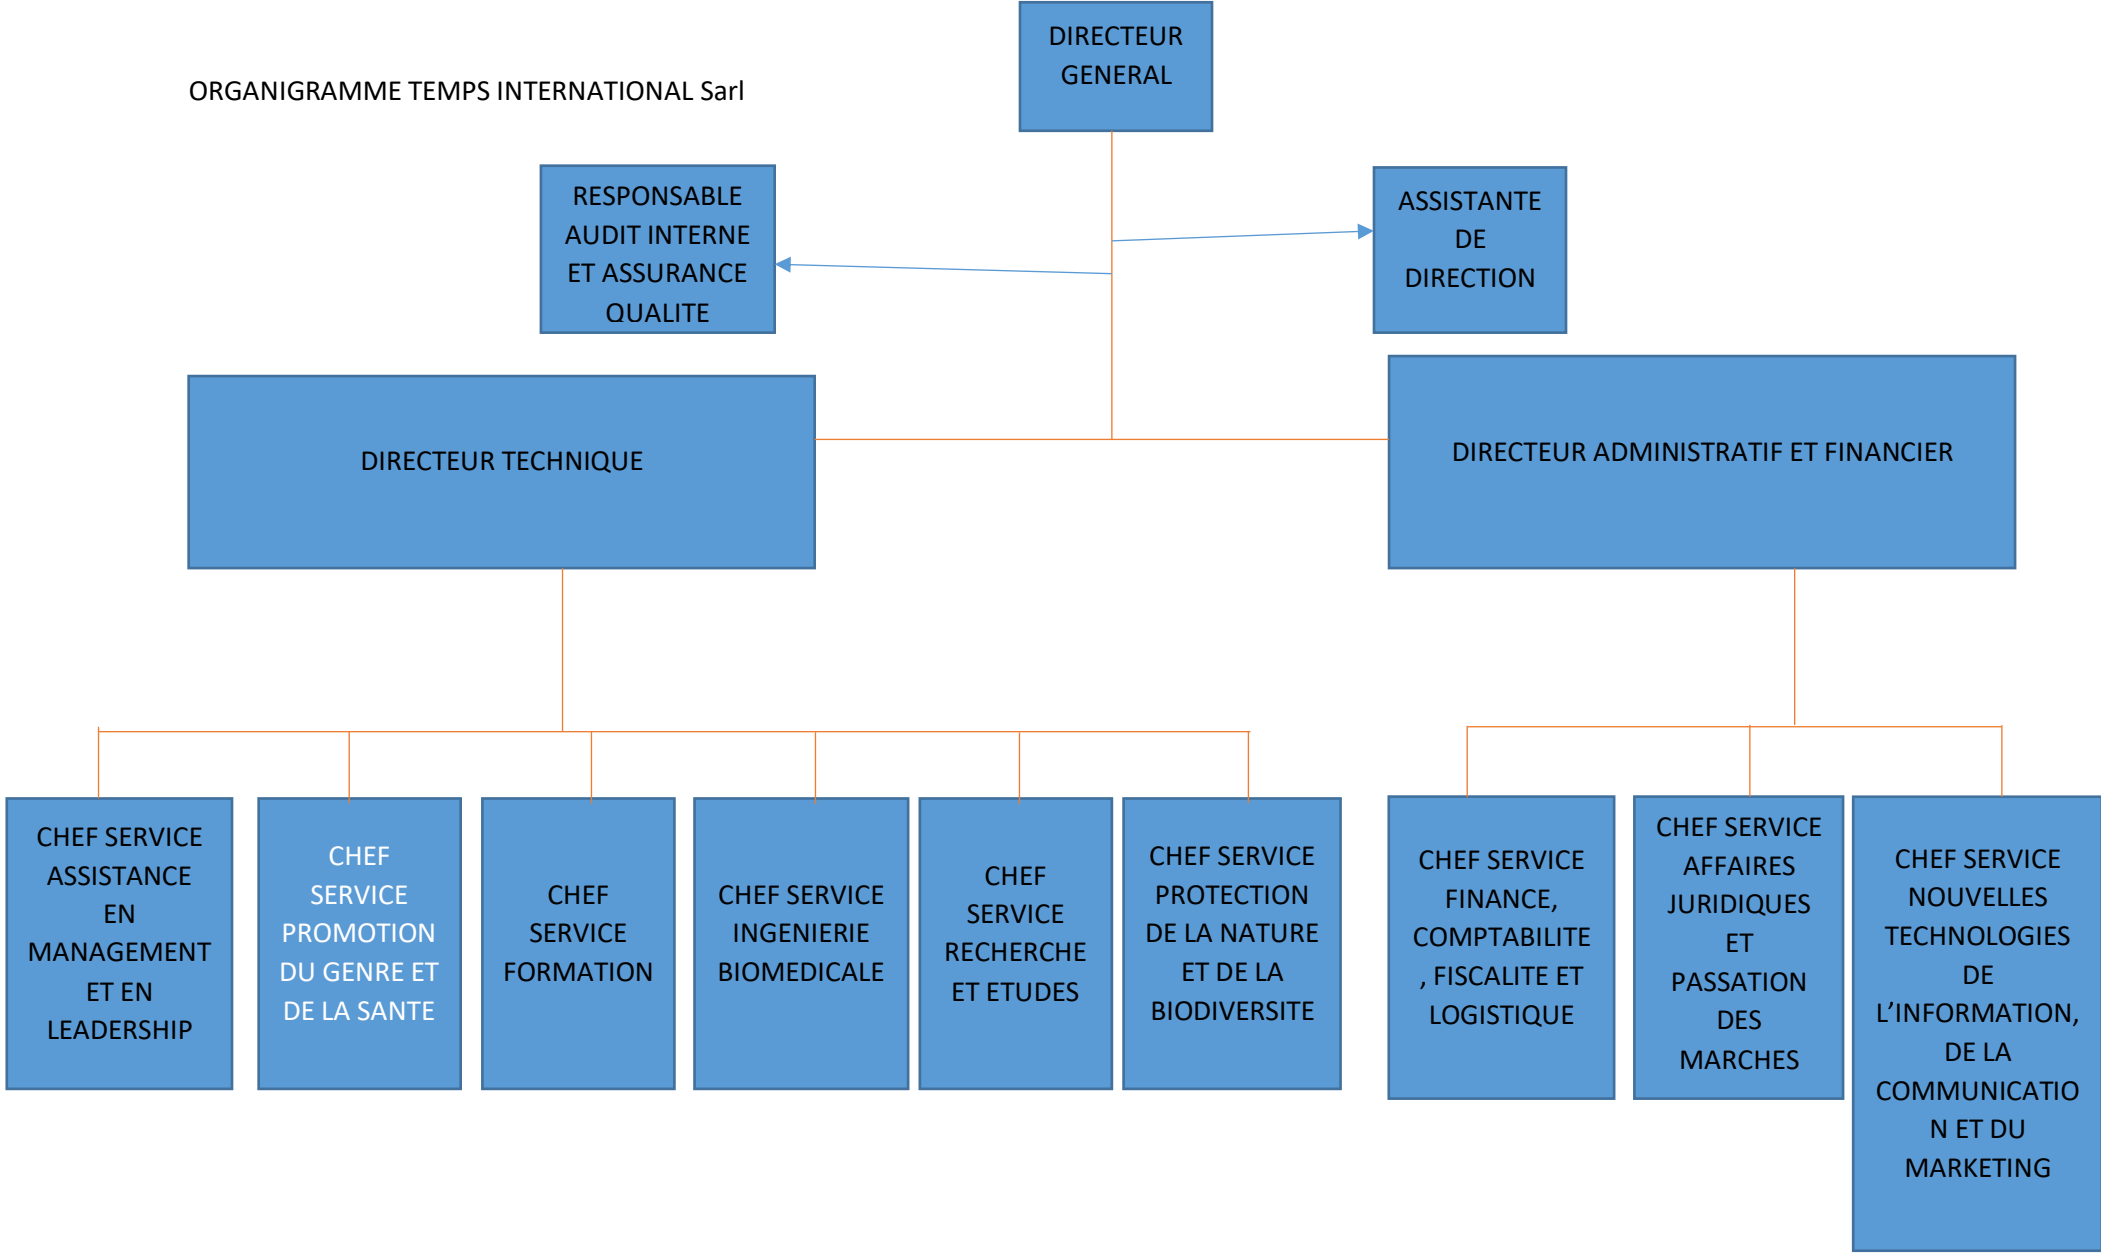 DIRECTEUR
GENERAL
ORGANIGRAMME TEMPS INTERNATIONAL Sarl
RESPONSABLE
AUDIT INTERNE
ET ASSURANCE
QUALITE
ASSISTANTE
DE
DIRECTION
DIRECTEUR TECHNIQUE
DIRECTEUR ADMINISTRATIF ET FINANCIER
CHEF SERVICE
ASSISTANCE
EN
MANAGEMENT
ET EN
LEADERSHIP
CHEF
SERVICE
PROMOTION
DU GENRE ET
DE LA SANTE
CHEF
SERVICE
FORMATION
CHEF SERVICE
INGENIERIE
BIOMEDICALE
CHEF
SERVICE
RECHERCHE
ET ETUDES
CHEF SERVICE
PROTECTION
DE LA NATURE
ET DE LA
BIODIVERSITE
CHEF SERVICE
FINANCE,
COMPTABILITE
, FISCALITE ET
LOGISTIQUE
CHEF SERVICE
AFFAIRES
JURIDIQUES
ET
PASSATION
DES
MARCHES
CHEF SERVICE
NOUVELLES
TECHNOLOGIES
DE
L’INFORMATION,
DE LA
COMMUNICATIO
N ET DU
MARKETING